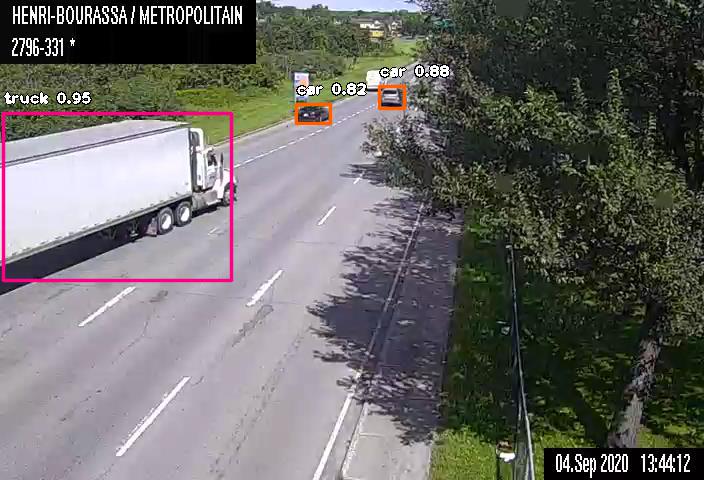 HENRI-BOURASSA / METROPOLITAIN
2796-331 *
car 0.88
car 0.82
truck 0.95
04.Sep 2020 13:44:12